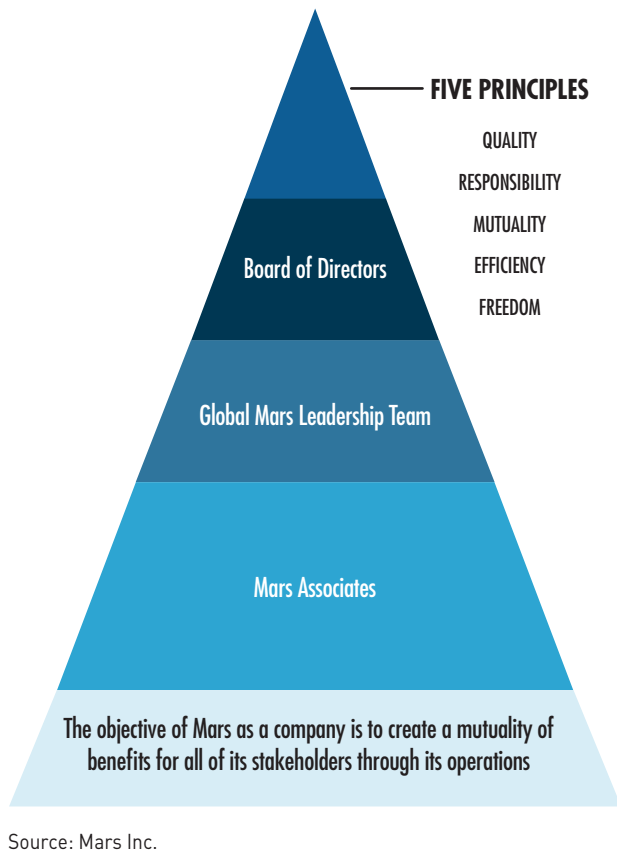 FIVE PRINCIPLES
QUALITY
RESPONSIBILITY
MUTUALITY
EFFICIENCY
FREEDOM
Board of Directors
Global Mars Leadership Team
Mars Associates
The objective of Mars as a company is to create a mutuality of
benefits for all of its stakeholders through its operations
Source: Mars Inc.